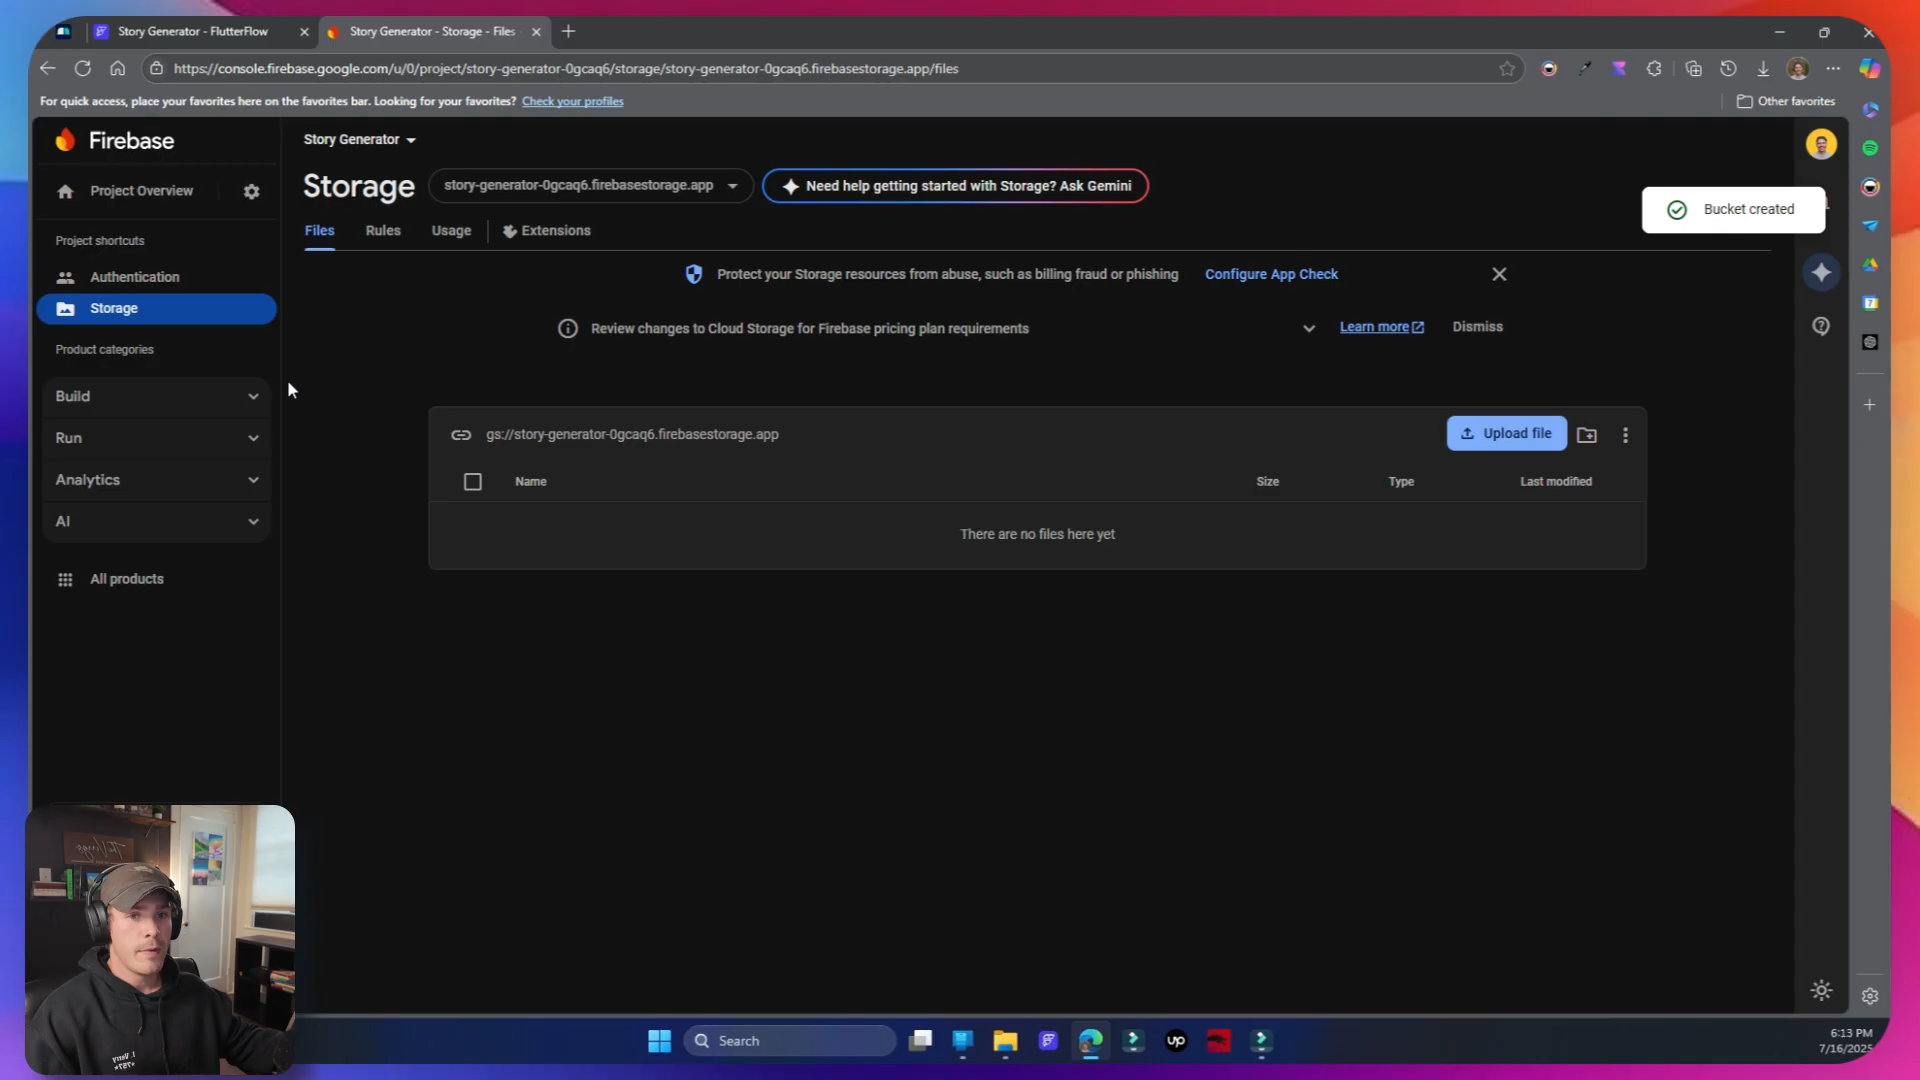 Story Generator - FlutterFlow
Story Generator - Storage - Files
https://console.firebase.google.com/u/0/project/story-generator-0gcaq6/storage/story-generator-0gcaq6.firebasestorage.app/files
For quick access, place your favorites here on the favorites bar. Looking for your favorites? Check your profiles
Other favorites
Firebase
Story Generator
Project Overview
Storage
story-generator-0gcaq6.firebasestorage.app
Need help getting started with Storage? Ask Gemini
Bucket created
Files
Rules
Usage
Extensions
Project shortcuts
Authentication
Storage
Product categories
Build
Run
Analytics
AI
All products
Protect your Storage resources from abuse, such as billing fraud or phishing
Configure App Check
Review changes to Cloud Storage for Firebase pricing plan requirements
Learn more
Dismiss
gs://story-generator-0gcaq6.firebasestorage.app
Upload file
Name
Size
Type
Last modified
There are no files here yet
Search
up
6:13 PM
7/16/2025